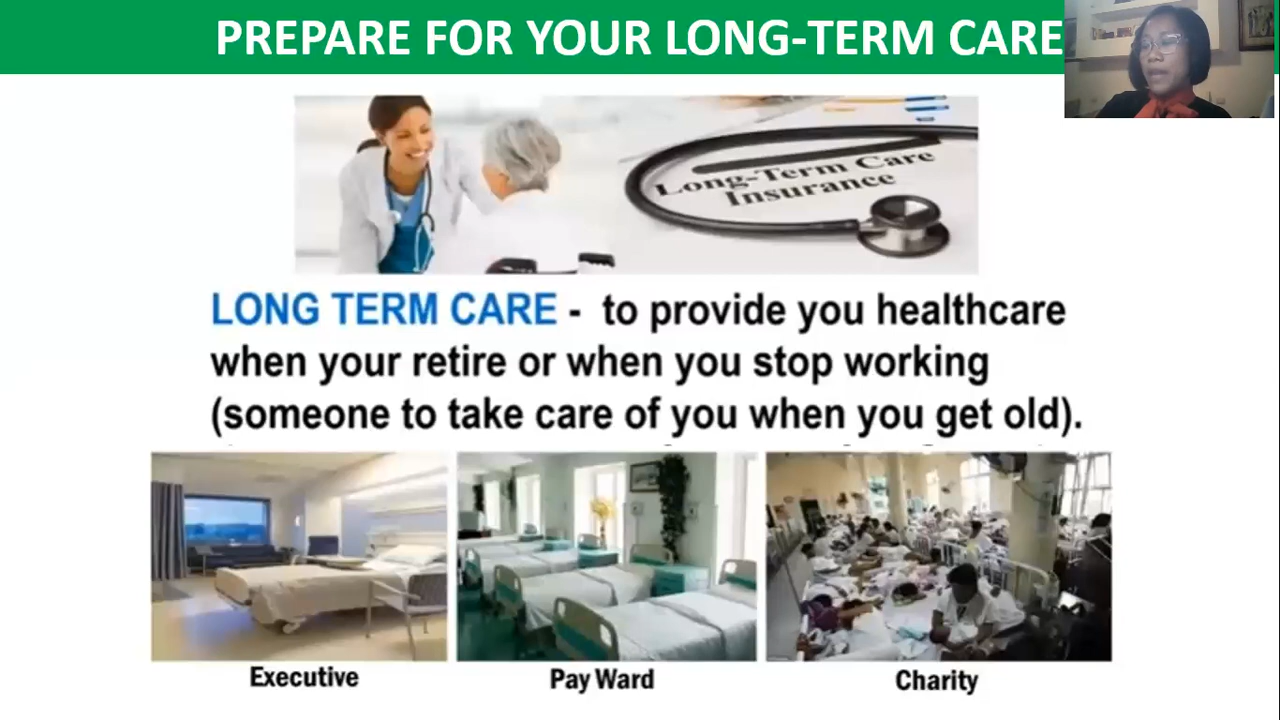 PREPARE FOR YOUR LONG-TERM CARE
Long-Term Care
Insurance
LONG TERM CARE - to provide you healthcare
when your retire or when you stop working
(someone to take care of you when you get old).
Executive
Pay Ward
Charity